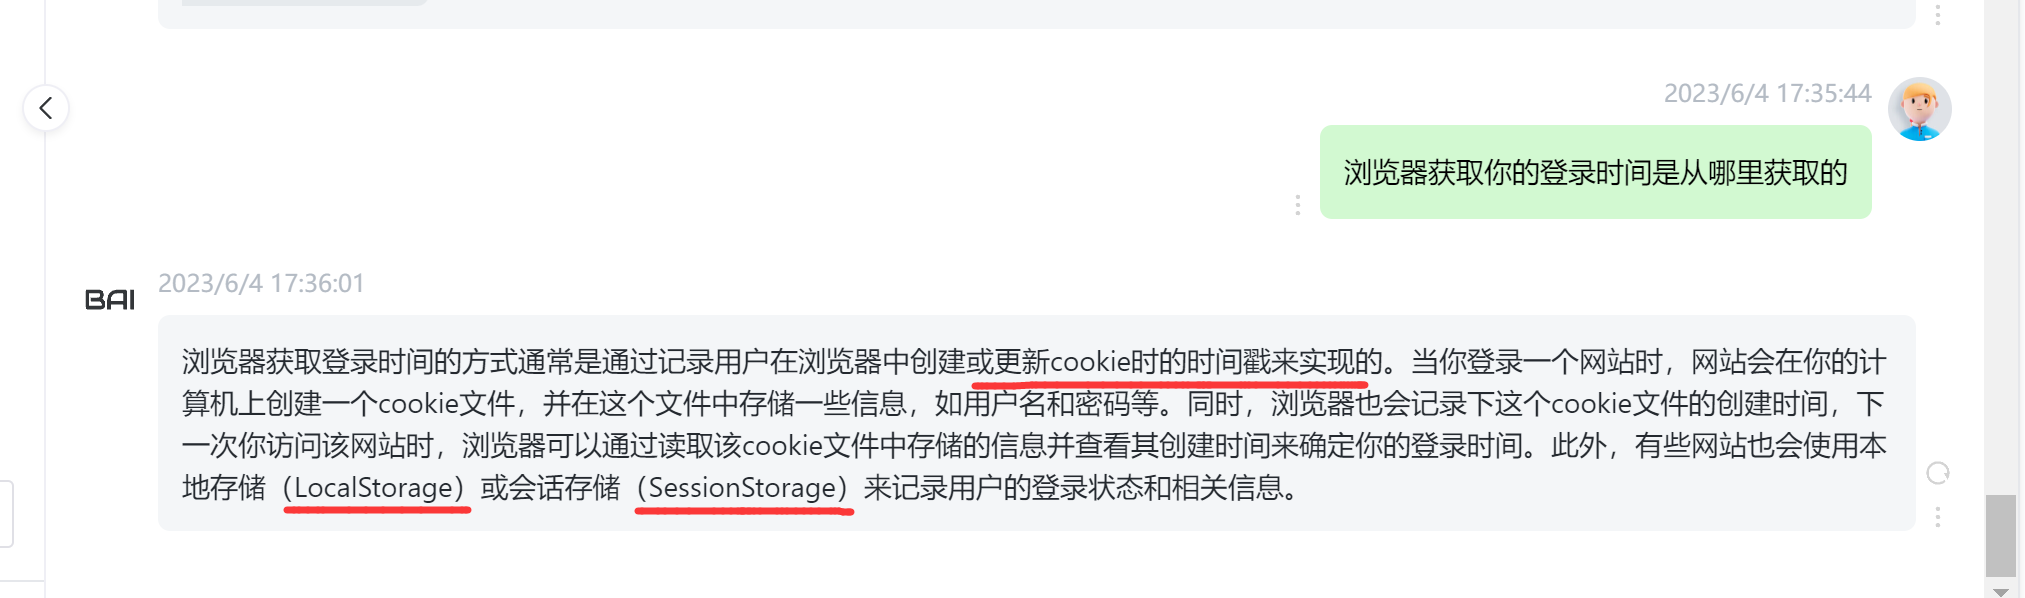 2023/6/4 17:35:44
浏览器获取你的登录时间是从哪里获取的
2023/6/4 17:36:01
BAI
浏览器获取登录时间的方式通常是通过记录用户在浏览器中创建或更新cookie时的时间戳来实现的。当你登录一个网站时，网站会在你的计
算机上创建一个cookie文件，并在这个文件中存储一些信息，如用户名和密码等。同时，浏览器也会记录下这个cookie文件的创建时间，下
一次你访问该网站时，浏览器可以通过读取该cookie文件中存储的信息并查看其创建时间来确定你的登录时间。此外，有些网站也会使用本
地存储（LocalStorage）或会话存储（SessionStorage）来记录用户的登录状态和相关信息。